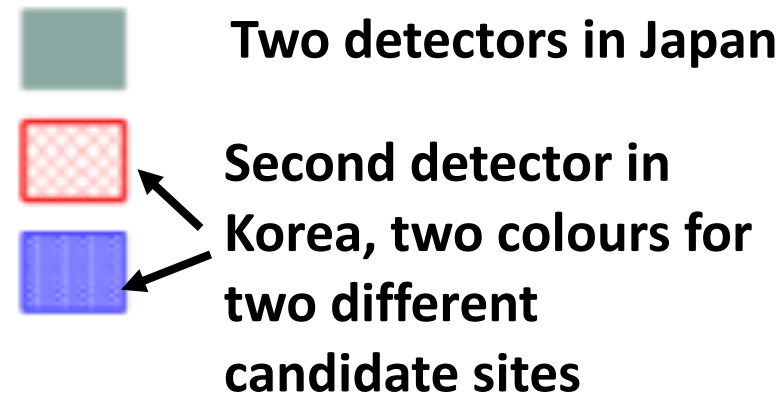 Two detectors in Japan
Second detector in
Korea, two colours for
two different
candidate sites